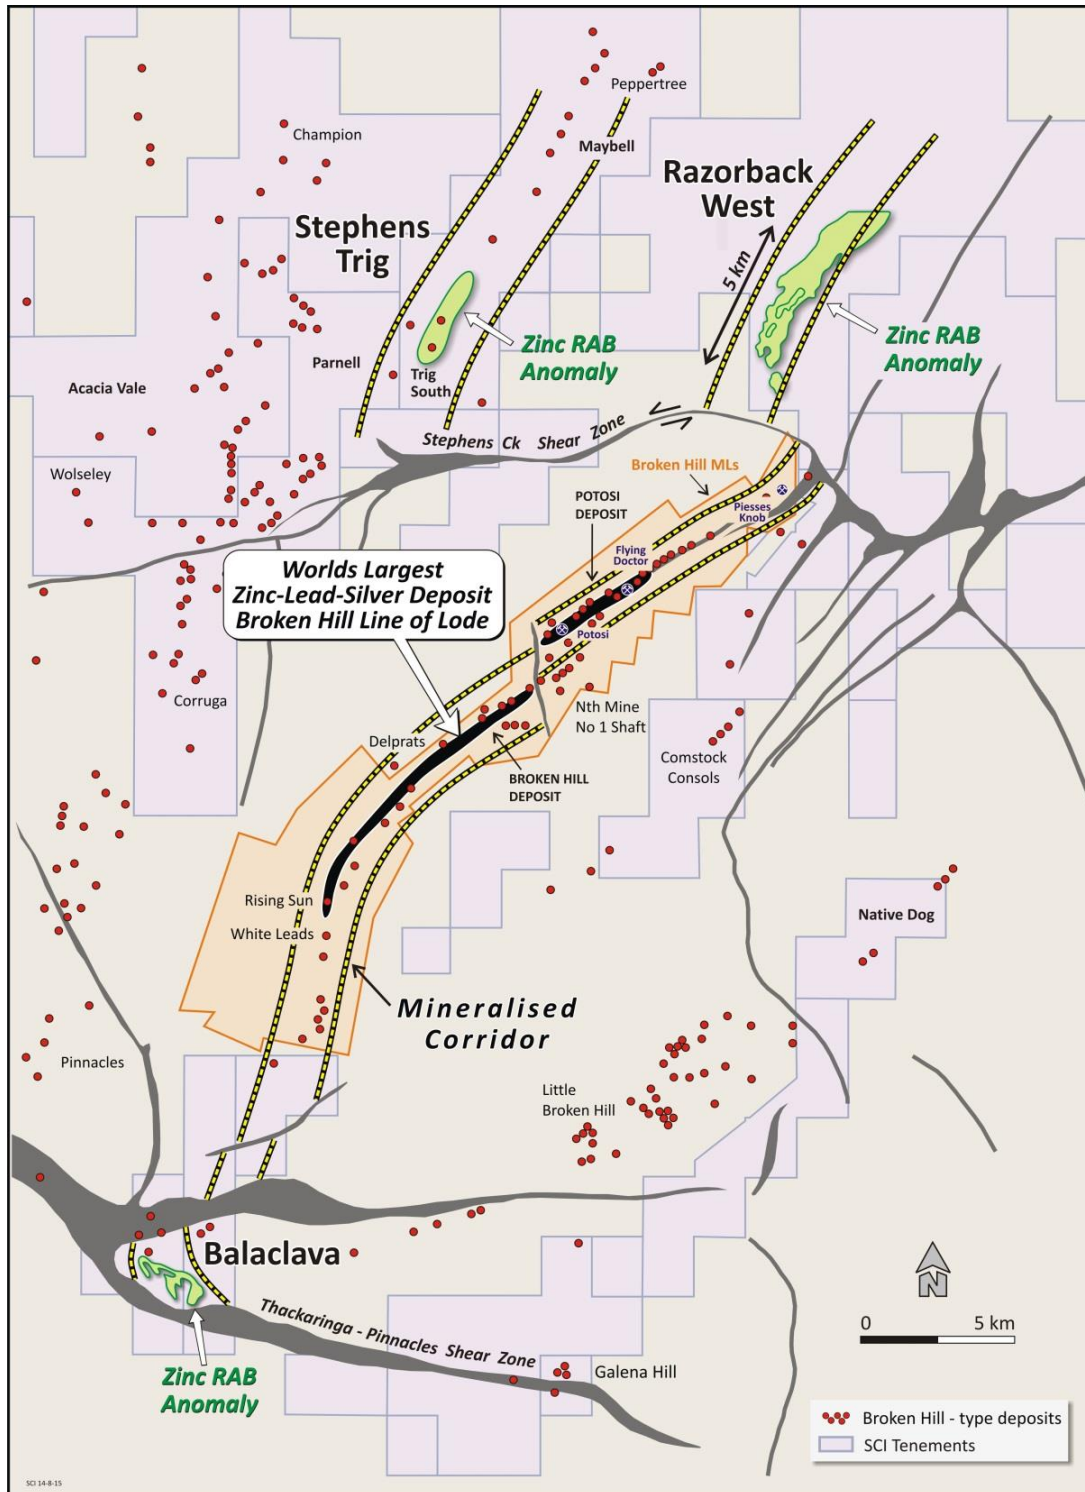 Peppertree
Champion
Maybell
Razorback
West
Stephens
Trig
5 km
Zinc RAB
Anomaly
Zinc RAB
Anomaly
Parnell
Trig
South
Acacia Vale
Stephens Ck Shear Zone
Broken Hill MLs
Wolseley
POTOSI
DEPOSIT
Piesses
Knob
Flying
Doctor
Worlds Largest
Zinc-Lead-Silver Deposit
Broken Hill Line of Lode
Potosi
Corruga
Nth Mine
No 1 Shaft
Delprats
Comstock
Consols
BROKEN HILL
DEPOSIT
Rising Sun
White Leads
Native Dog
Mineralised
Corridor
Pinnacles
Little
Broken Hill
Balaclava
N
Thackaringa - Pinnacles Shear Zone
0 5 km
Zinc RAB
Anomaly
Galena Hill
Broken Hill - type deposits
SCI Tenements
SCI 14-8-15